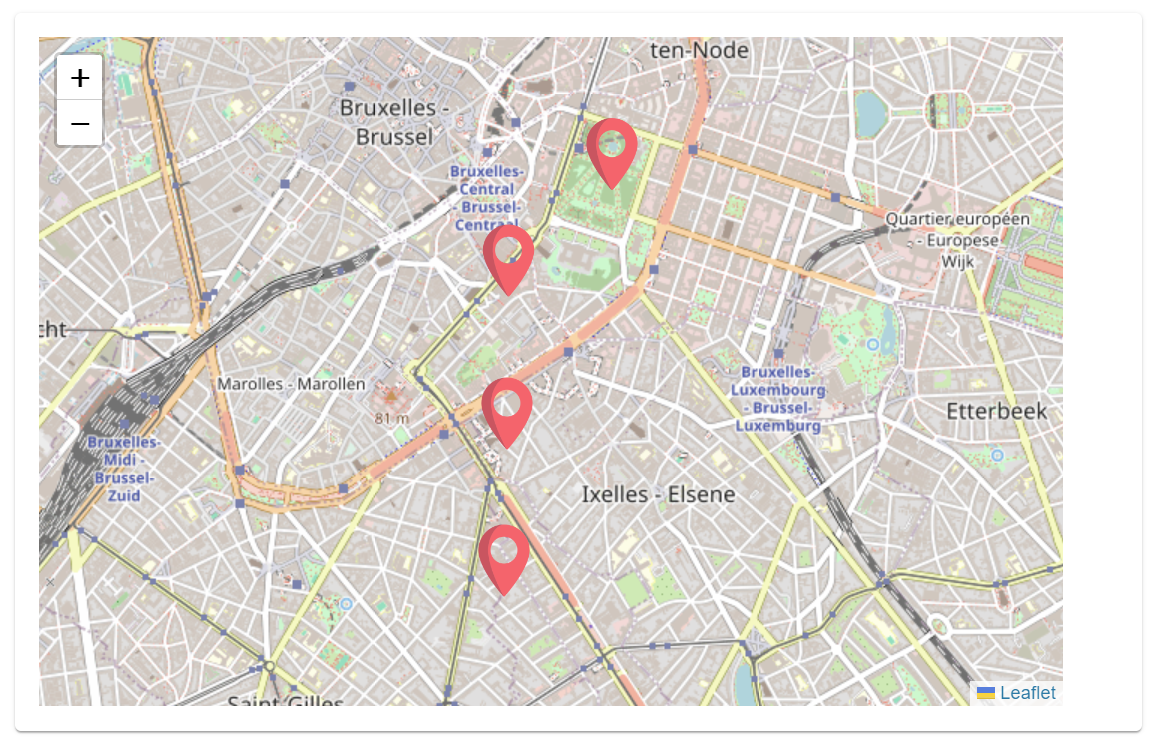 ten-Node
+
−
Bruxelles -
Brussel
Bruxelles-
Central
- Brussel-
Centraal
Quartier européen
- Europese
Wijk
cht
Marolles - Marollen
81 m
Bruxelles-
Luxembourg
- Brussel-
Luxemburg
Etterbeek
Bruxelles-
Midi -
Brussel-
Zuid
Ixelles - Elsene
Saint-Gilles
Leaflet